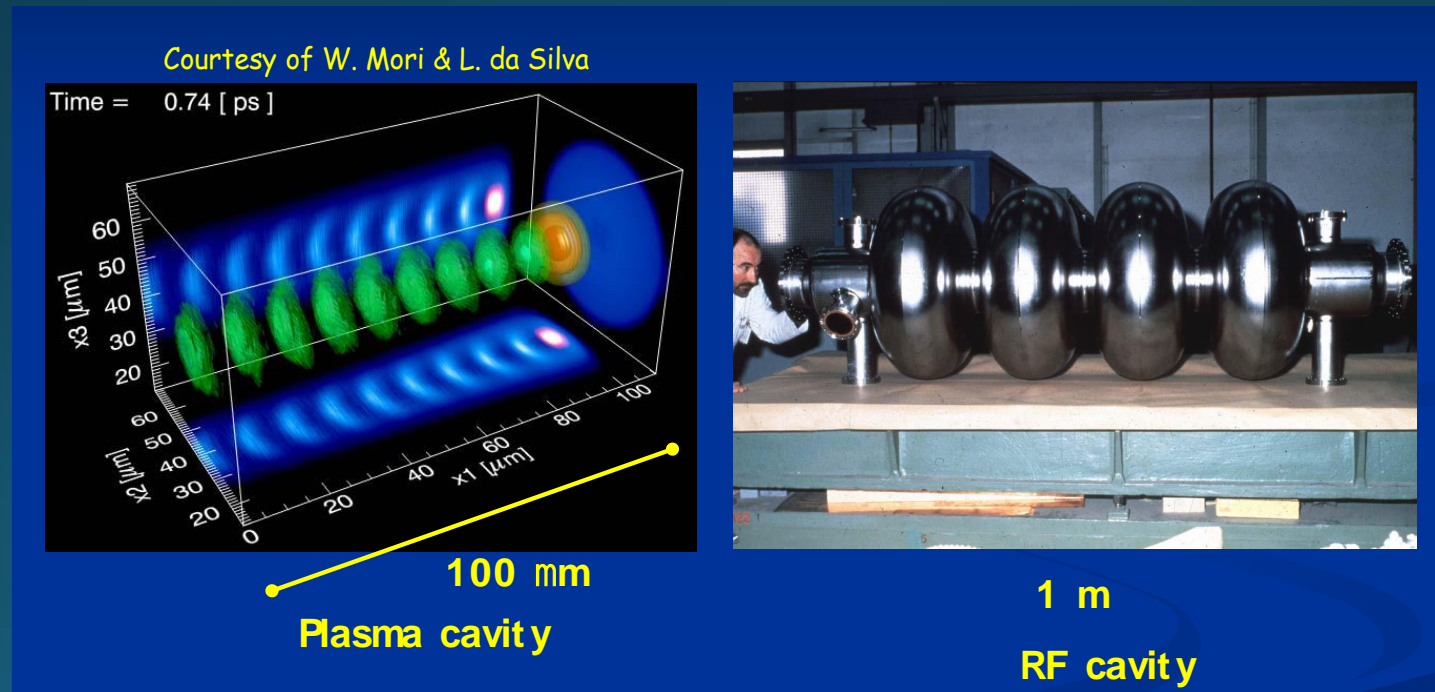 Courtesy of W. Mori & L. da Silva
Time = 0.74 [ ps ]
60
50
40
30
20
x3 [μm]
60
50
40
30
20
x2 [μm]
0
20
40
60
80
100
x1 [μm]
100 mm
Plasma cavity
1 m
RF cavity